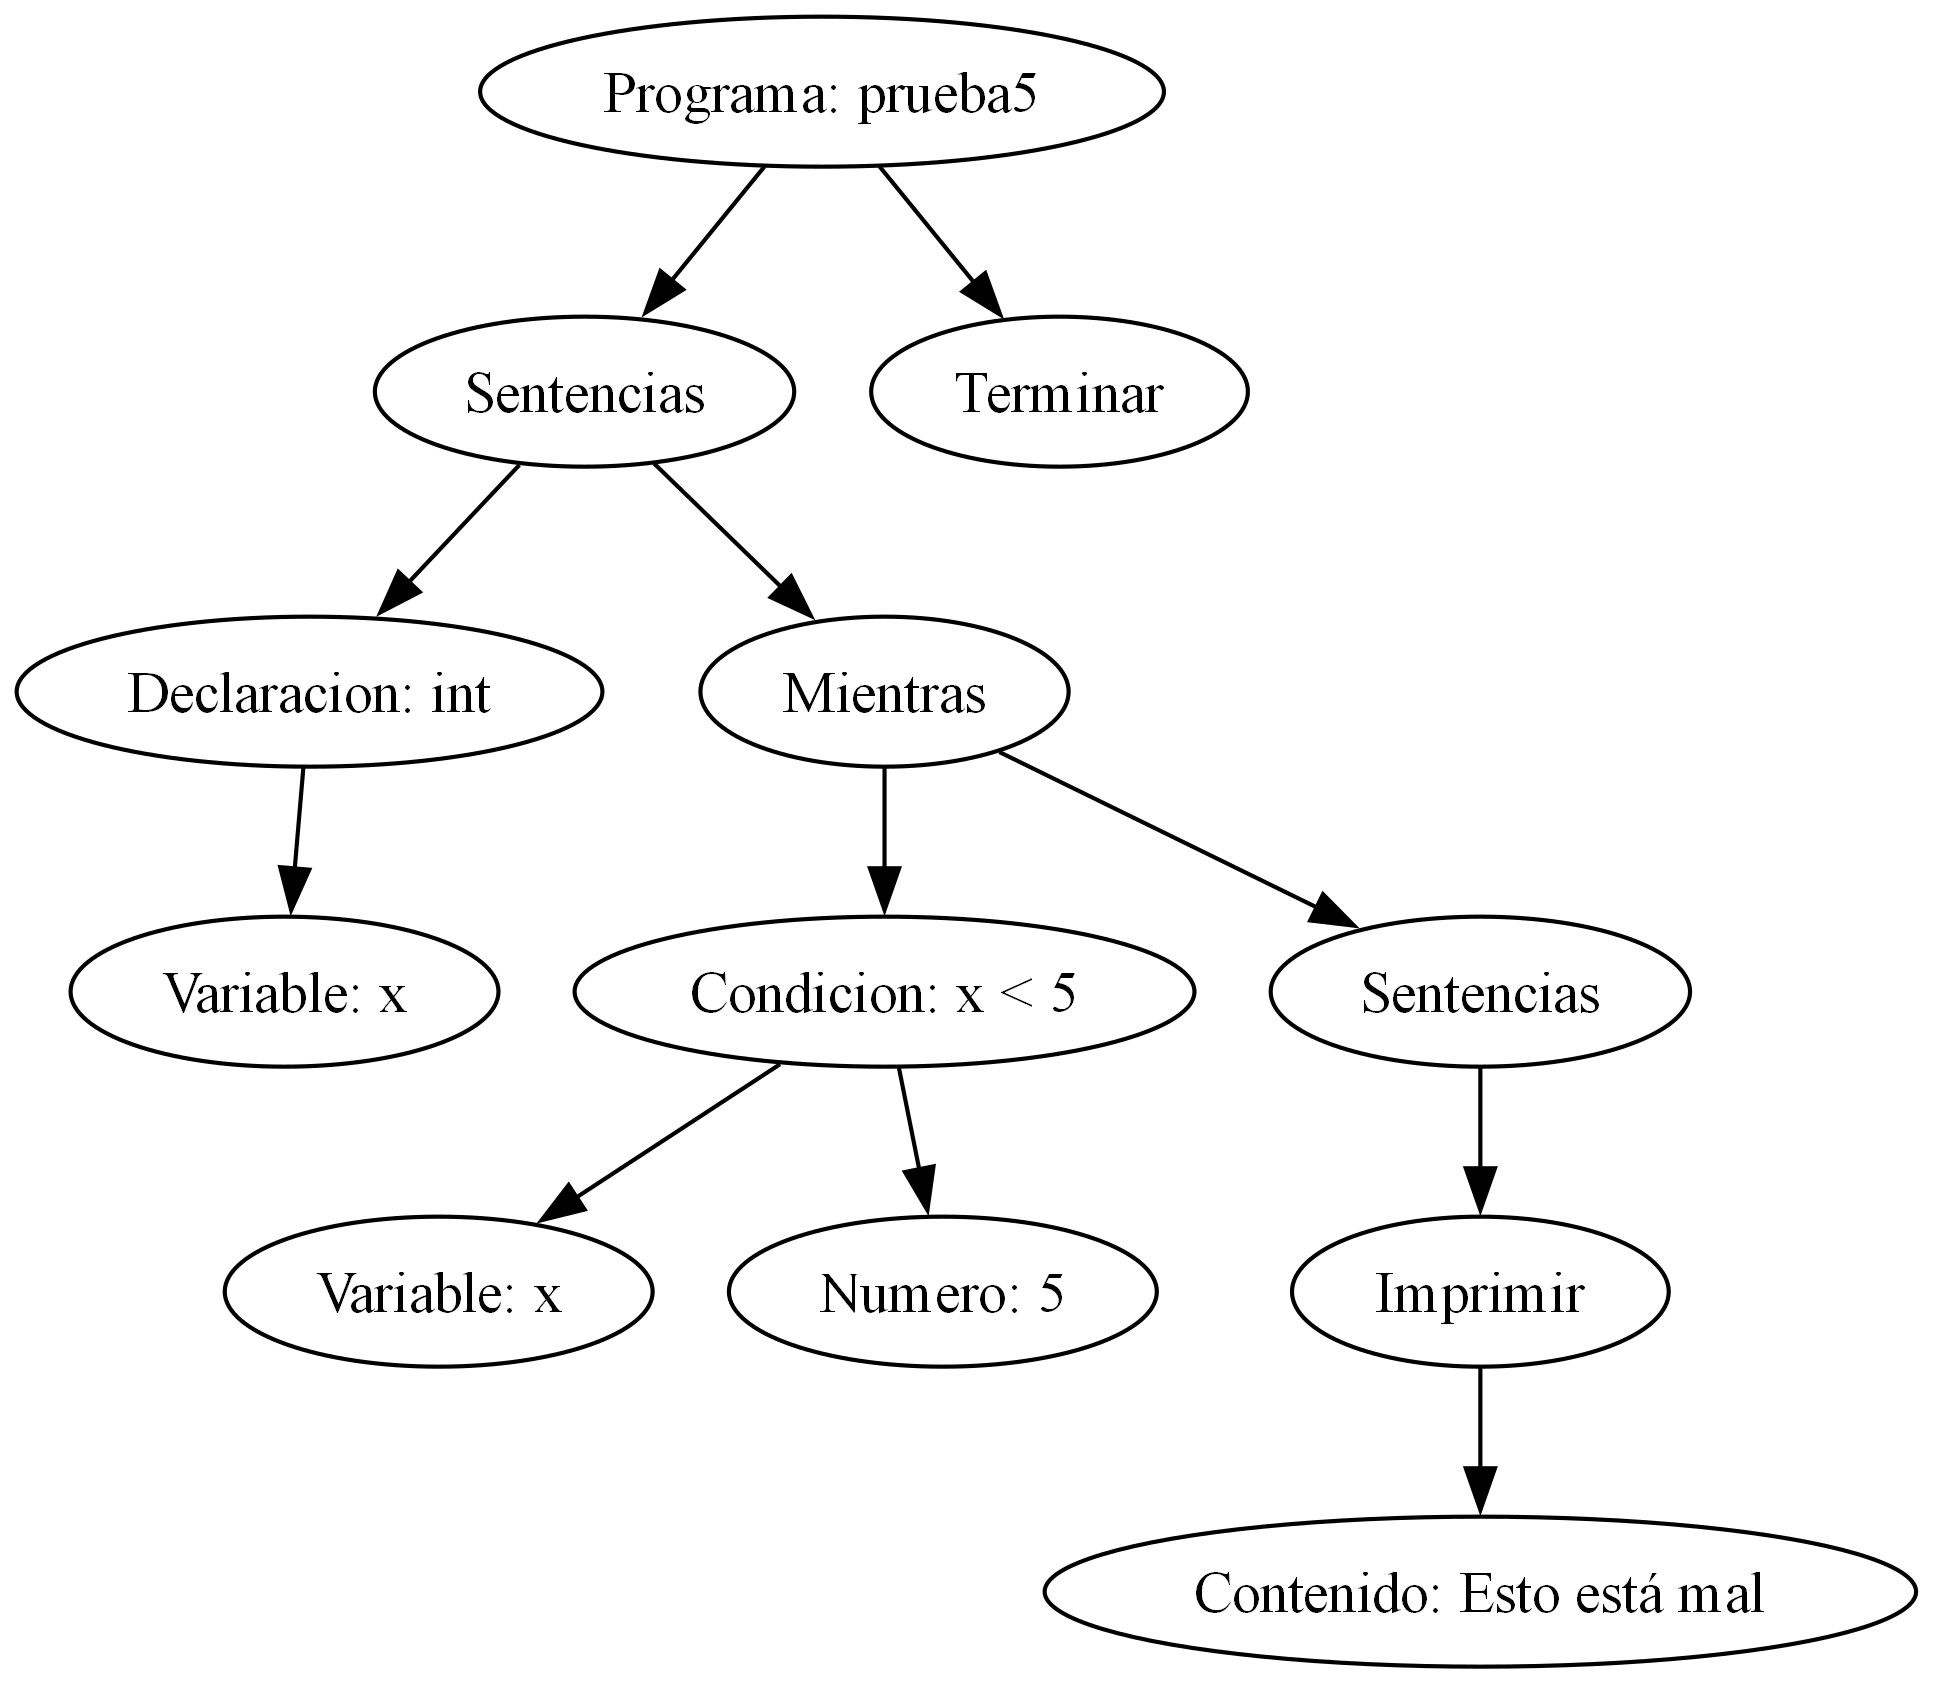 Programa: prueba5
Sentencias
Terminar
Declaracion: int
Mientras
Variable: x
Condicion: x < 5
Sentencias
Variable: x
Numero: 5
Imprimir
Contenido: Esto está mal